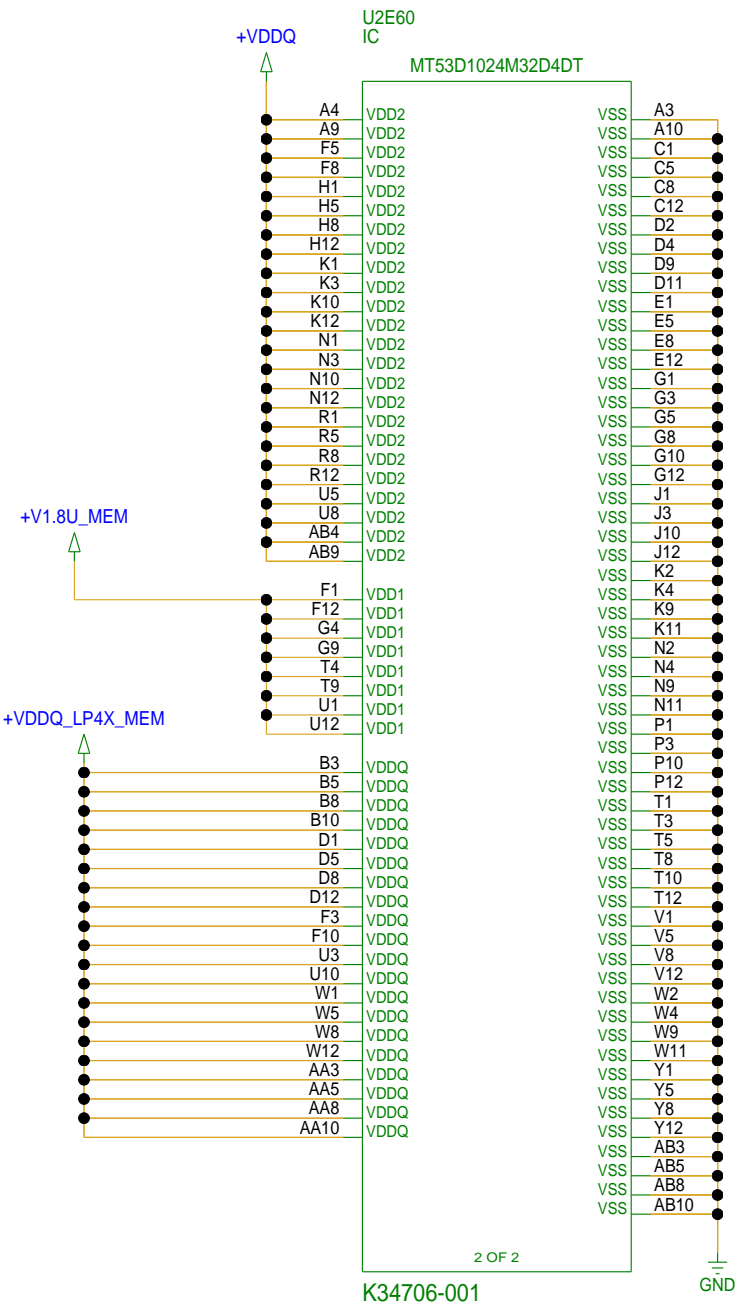 U2E60
IC
+VDDQ
MT53D1024M32D4DT
A4 VDD2 VSS A3
A9 VDD2 VSS A10
F5 VDD2 VSS C1
F8 VDD2 VSS C5
H1 VDD2 VSS C8
H5 VDD2 VSS C12
H8 VDD2 VSS D2
H12 VDD2 VSS D4
K1 VDD2 VSS D9
K3 VDD2 VSS D11
K10 VDD2 VSS E1
K12 VDD2 VSS E5
N1 VDD2 VSS E8
N3 VDD2 VSS E12
N10 VDD2 VSS G1
N12 VDD2 VSS G3
R1 VDD2 VSS G5
R5 VDD2 VSS G8
R8 VDD2 VSS G10
R12 VDD2 VSS G12
U5 VDD2 VSS J1
+V1.8U_MEM
U8 VDD2 VSS J3
AB4 VDD2 VSS J10
AB9 VDD2 VSS J12
VSS K2
F1 VDD1 VSS K4
F12 VDD1 VSS K9
G4 VDD1 VSS K11
G9 VDD1 VSS N2
T4 VDD1 VSS N4
T9 VDD1 VSS N9
U1 VDD1 VSS N11
+VDDQ_LP4X_MEM
U12 VDD1 VSS P1
VSS P3
B3 VDDQ VSS P10
B5 VDDQ VSS P12
B8 VDDQ VSS T1
B10 VDDQ VSS T3
D1 VDDQ VSS T5
D5 VDDQ VSS T8
D8 VDDQ VSS T10
D12 VDDQ VSS T12
F3 VDDQ VSS V1
F10 VDDQ VSS V5
U3 VDDQ VSS V8
U10 VDDQ VSS V12
W1 VDDQ VSS W2
W5 VDDQ VSS W4
W8 VDDQ VSS W9
W12 VDDQ VSS W11
AA3 VDDQ VSS Y1
AA5 VDDQ VSS Y5
AA8 VDDQ VSS Y8
AA10 VDDQ VSS Y12
VSS AB3
VSS AB5
VSS AB8
VSS AB10
2 OF 2
GND
K34706-001